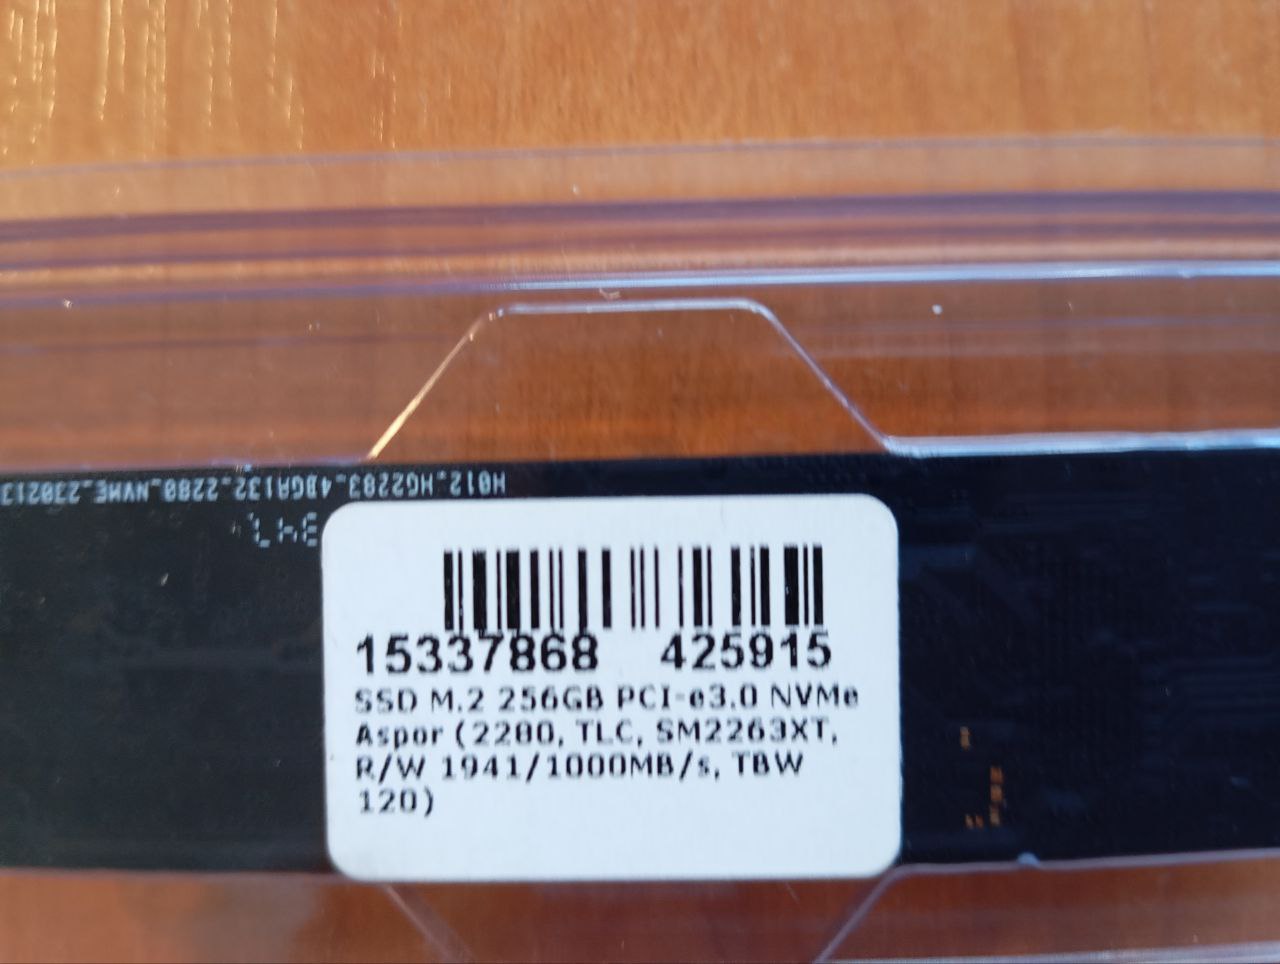 H012_HG2283_4BGA132_2280_NVME_230213
15337868 425915
SSD M.2 256GB PCI-e3.0 NVMe
Aspor (2280, TLC, SM2263XT,
R/W 1941/1000MB/s, TBW
120)